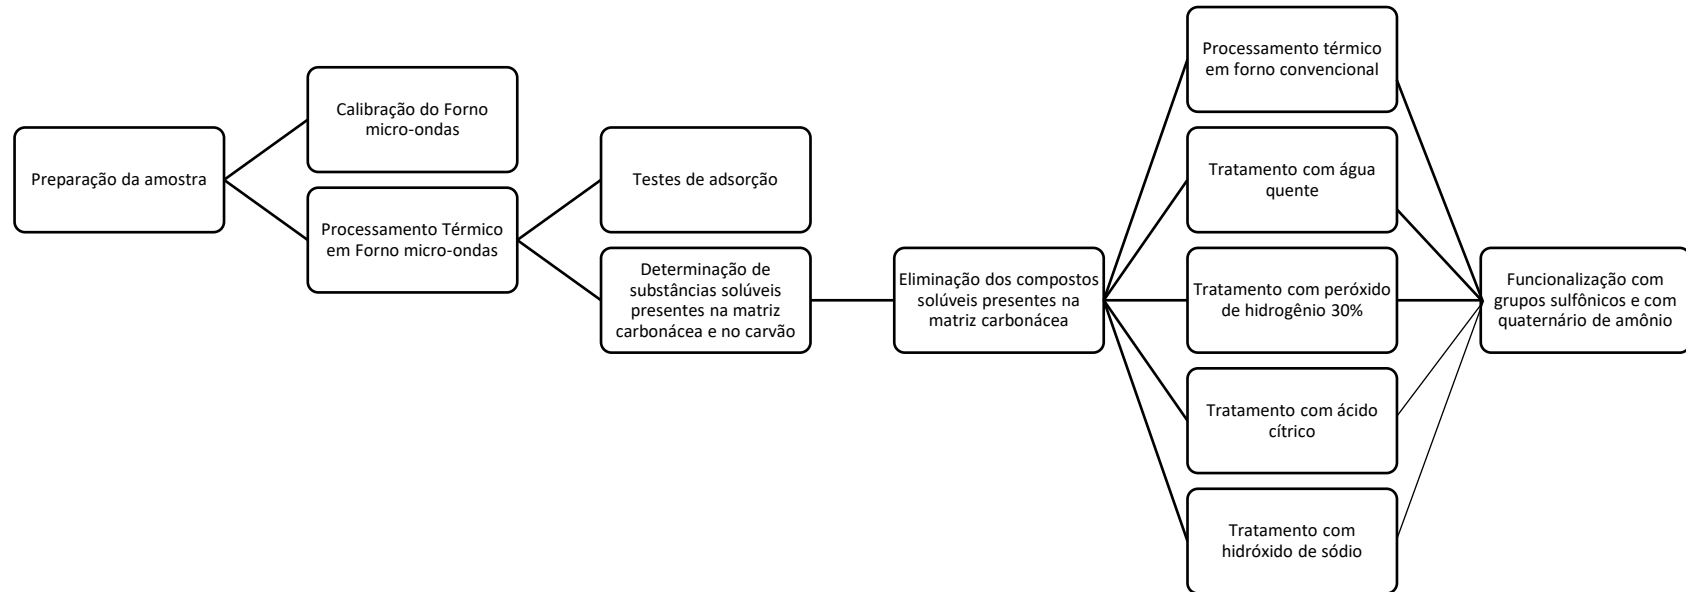 Preparação da amostra
Calibração do Forno
micro-ondas
Processamento Térmico
em Forno micro-ondas
Testes de adsorção
Determinação de
substâncias solúveis
presentes na matriz
carbonácea e no carvão
Eliminação dos compostos
solúveis presentes na
matriz carbonácea
Processamento térmico
em forno convencional
Tratamento com água
quente
Tratamento com peróxido
de hidrogênio 30%
Tratamento com ácido
cítrico
Tratamento com
hidróxido de sódio
Funcionalização com
grupos sulfônicos e com
quaternário de amônio